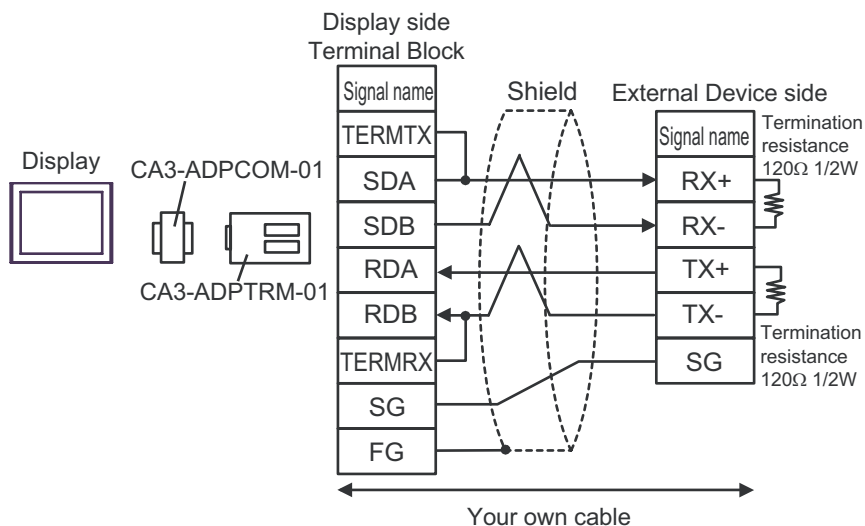 Display side
Terminal Block
Signal name
TERMTX
SDA
SDB
RDA
RDB
TERMRX
SG
FG
Shield
External Device side
Signal name
RX+
RX-
TX+
TX-
SG
Termination
resistance
120Ω 1/2W
Termination
resistance
120Ω 1/2W
Display
CA3-ADPCOM-01
CA3-ADPTRM-01
Your own cable